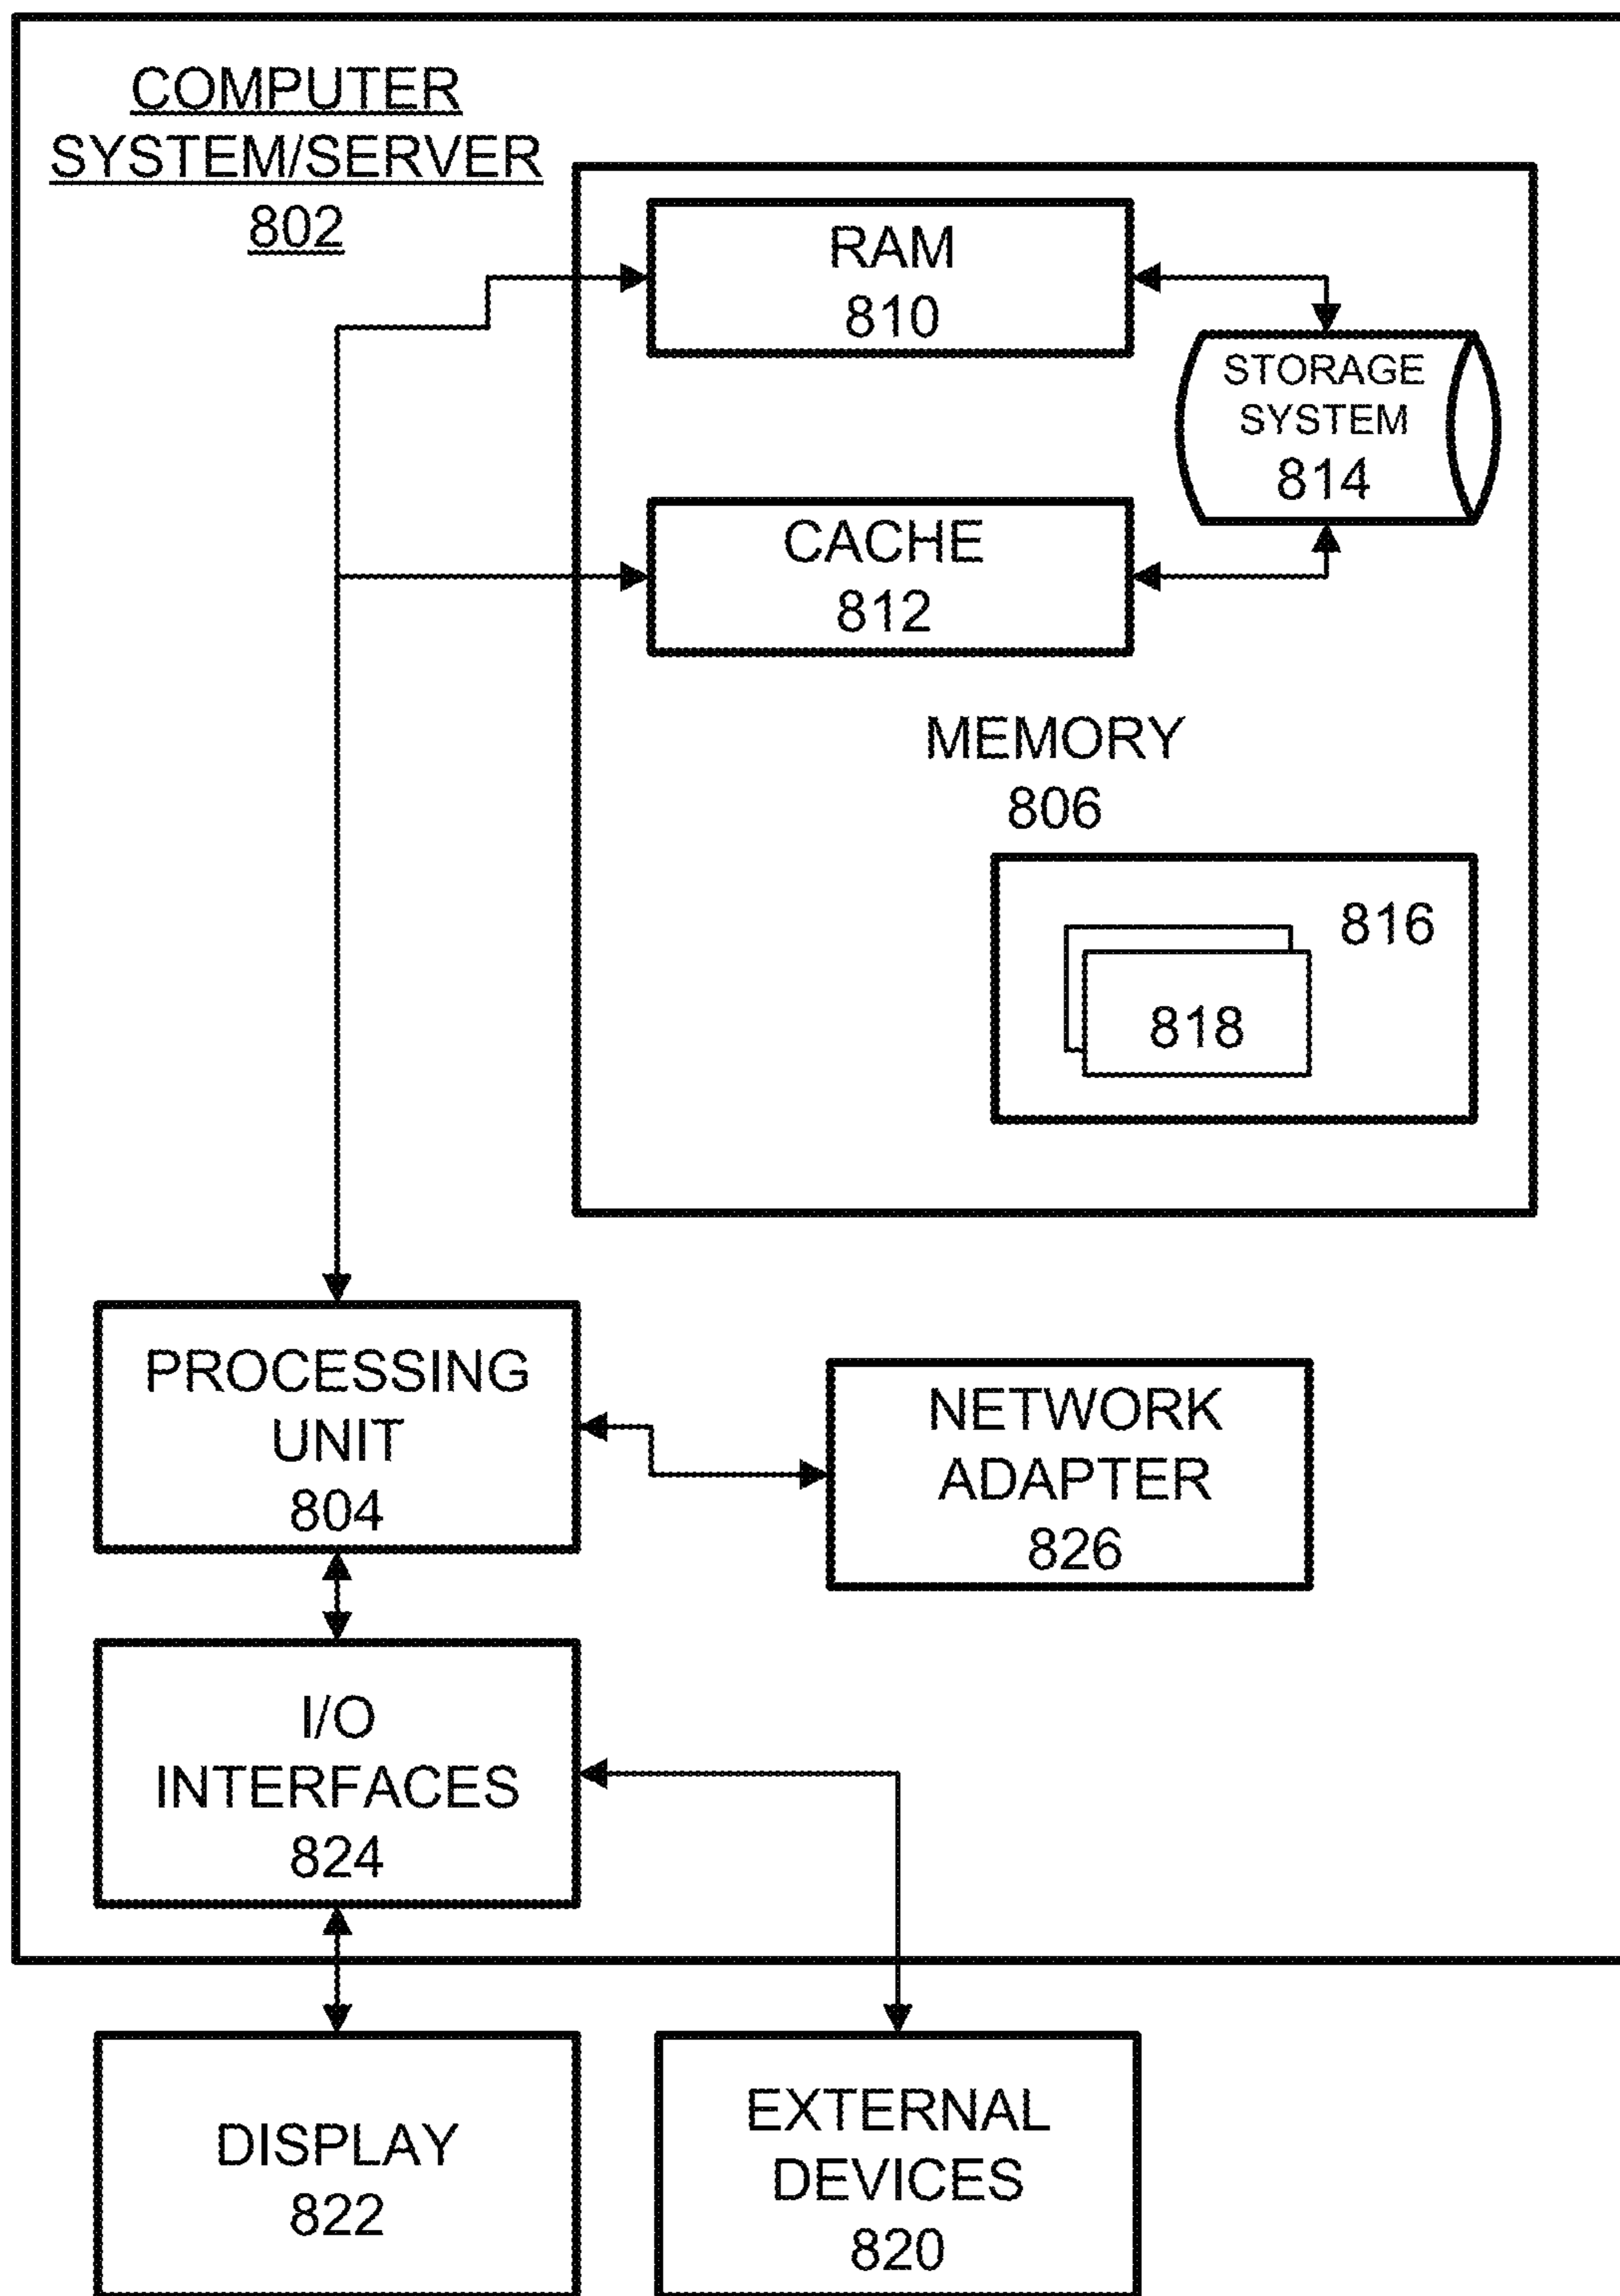 COMPUTER
SYSTEM/SERVER
802
RAM
810
STORAGE
SYSTEM
814
CACHE
812
MEMORY
806
816
818
PROCESSING
UNIT
804
NETWORK
ADAPTER
826
I/O
INTERFACES
824
DISPLAY
822
EXTERNAL
DEVICES
820